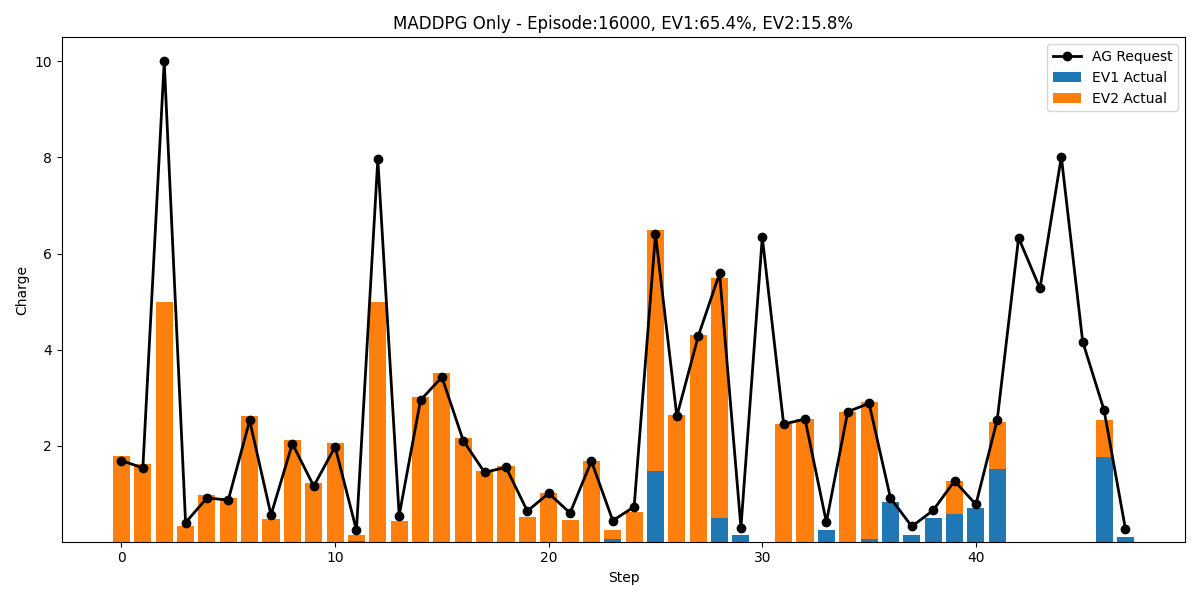 MADDPG Only - Episode:16000, EV1:65.4%, EV2:15.8%
AG Request
EV1 Actual
EV2 Actual
Charge
10
8
6
4
2
0
10
20
30
40
Step